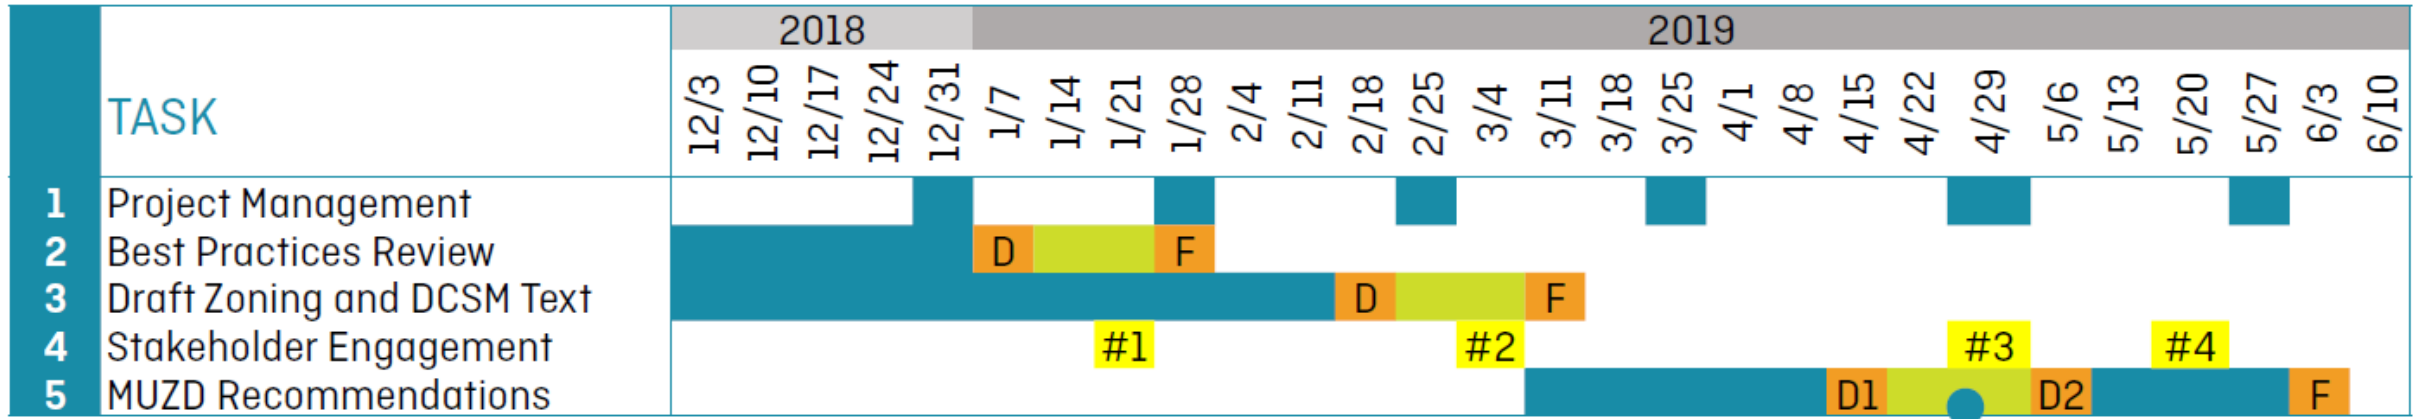 2018 2019
TASK 12/3 12/10 12/17 12/24 12/31 1/7 1/14 1/21 1/28 2/4 2/11 2/18 2/25 3/4 3/11 3/18 3/25 4/1 4/8 4/15 4/22 4/29 5/6 5/13 5/20 5/27 6/3 6/10
1 Project Management
2 Best Practices Review D F
3 Draft Zoning and DCSM Text D F
4 Stakeholder Engagement #1 #2 #3 #4
5 MUZD Recommendations D1 D2 F